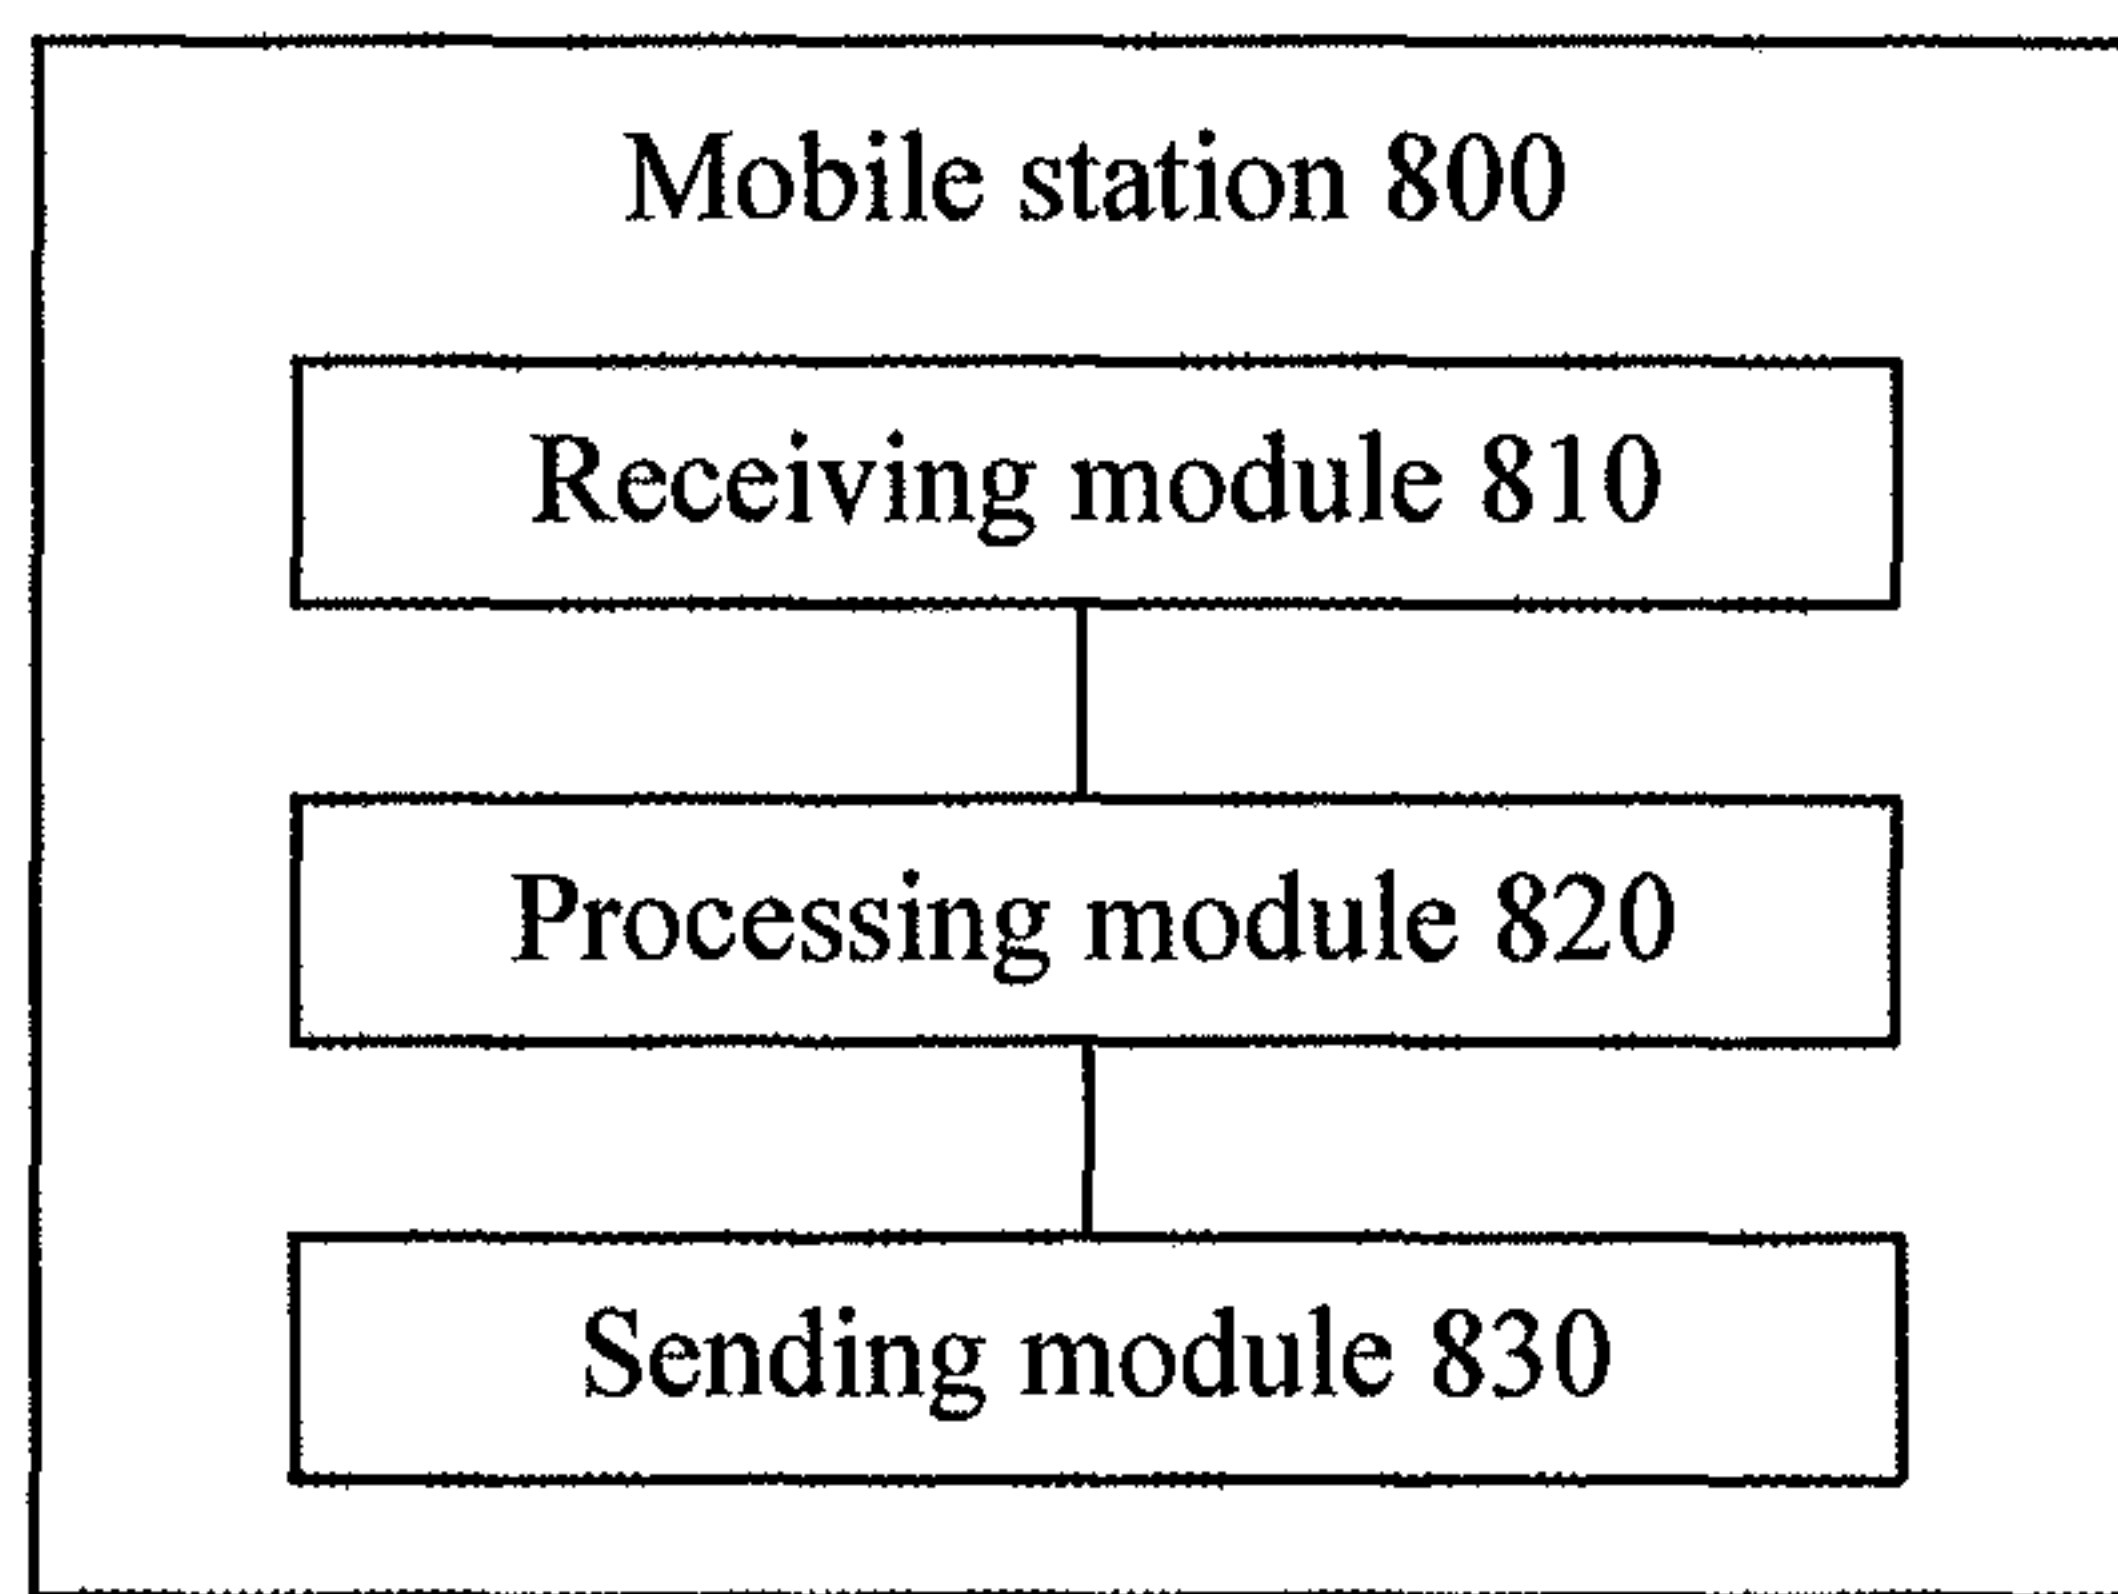 Mobile station 800
Receiving module 810
Processing module 820
Sending module 830